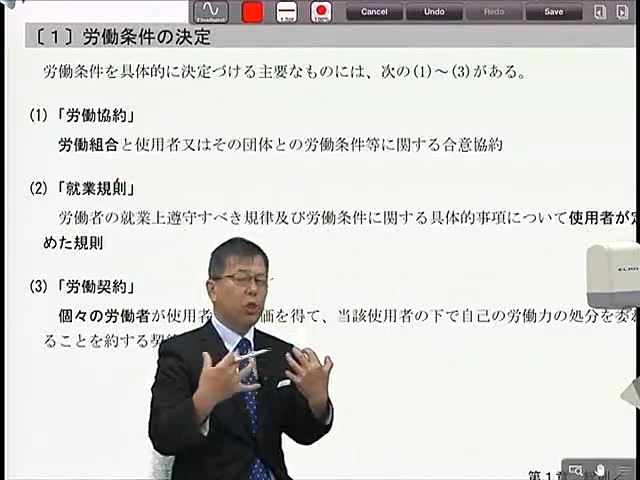 Cancel Undo Redo Save
〔1〕労働条件の決定
労働条件を具体的に決定づける主要なものには、次の(1)～(3)がある。
(1)「労働協約」
労働組合と使用者又はその団体との労働条件等に関する合意協約
(2)「就業規則」
労働者の就業上遵守すべき規律及び労働条件に関する具体的事項について使用者が定
めた規則
(3)「労働契約」
個々の労働者が使用者 価を得て、当該使用者の下で自己の労働力の処分を委ね
ることを約する契
第1章